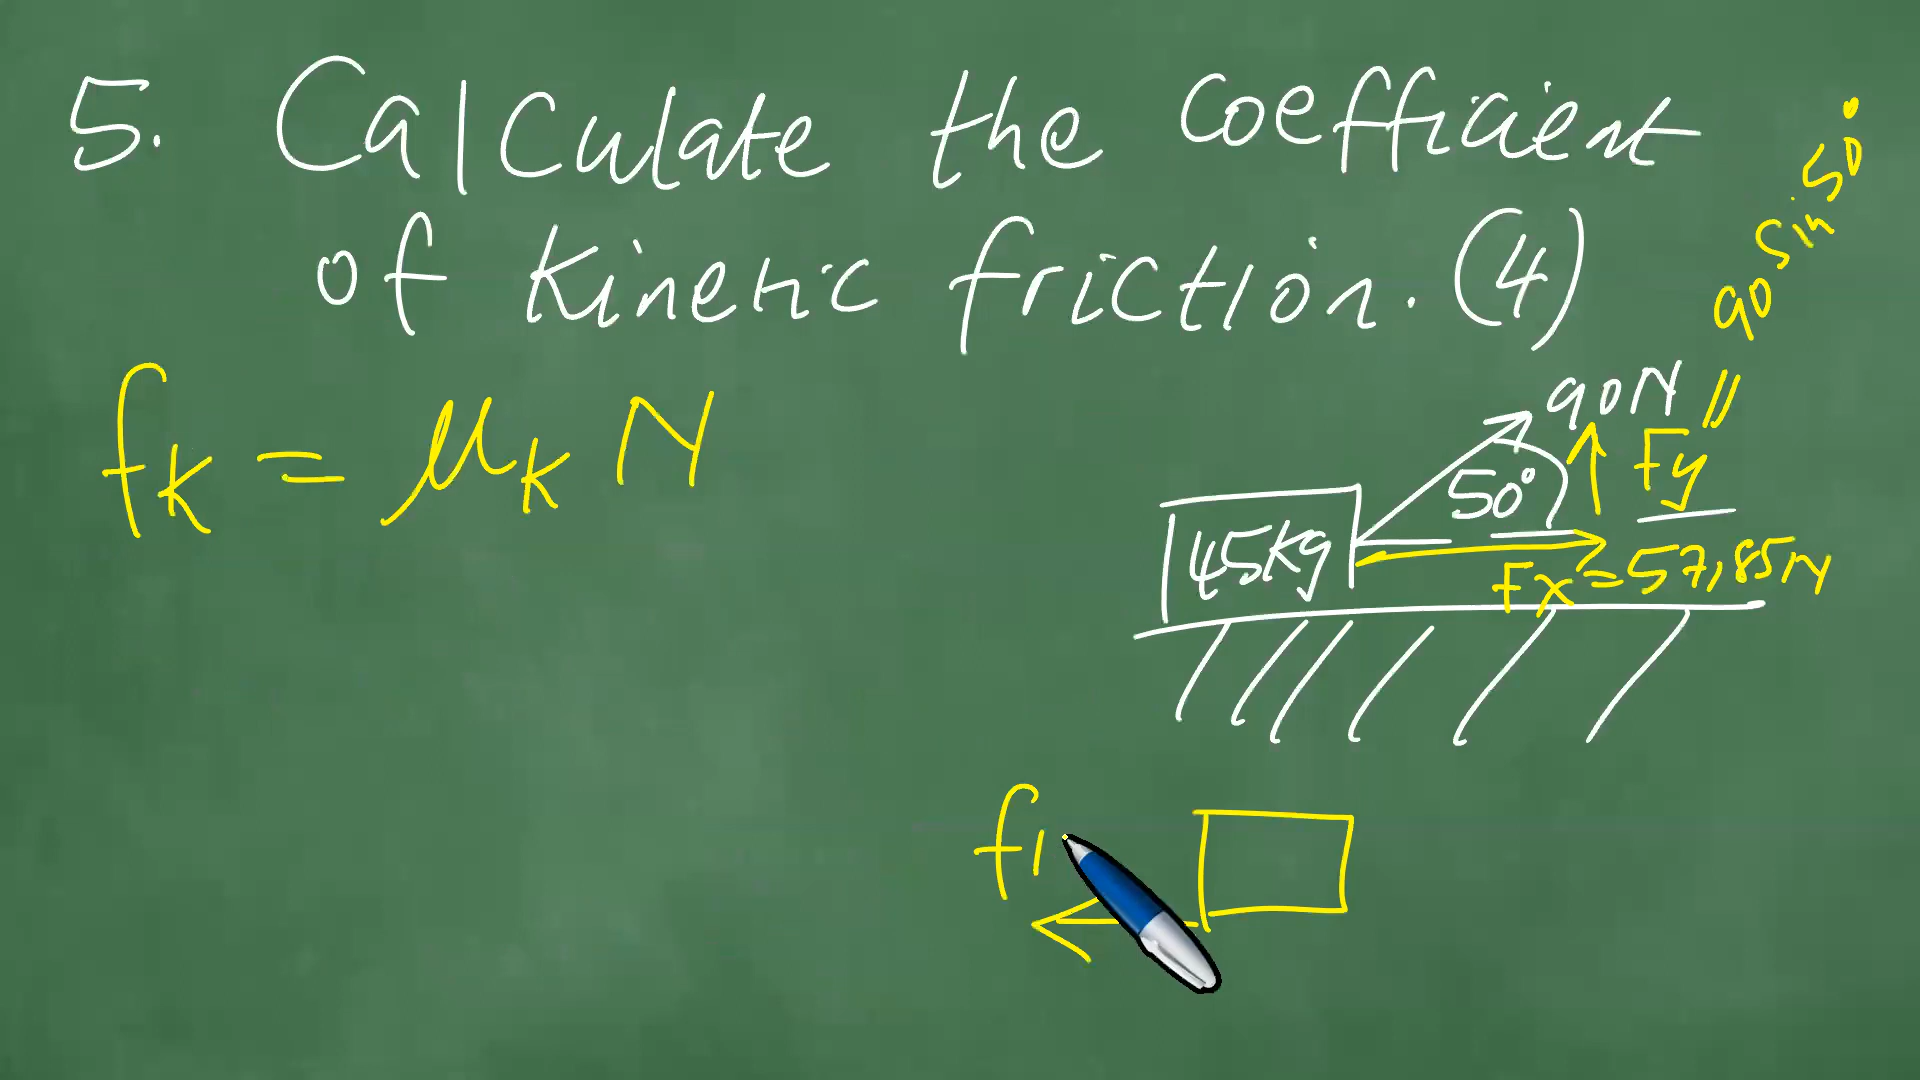 5. Calculate the coefficient
of kinetic friction. (4)
fk = μk N
90 sin 50°
=
90N
Fy
50°
45kg
Fx = 57,85N
f